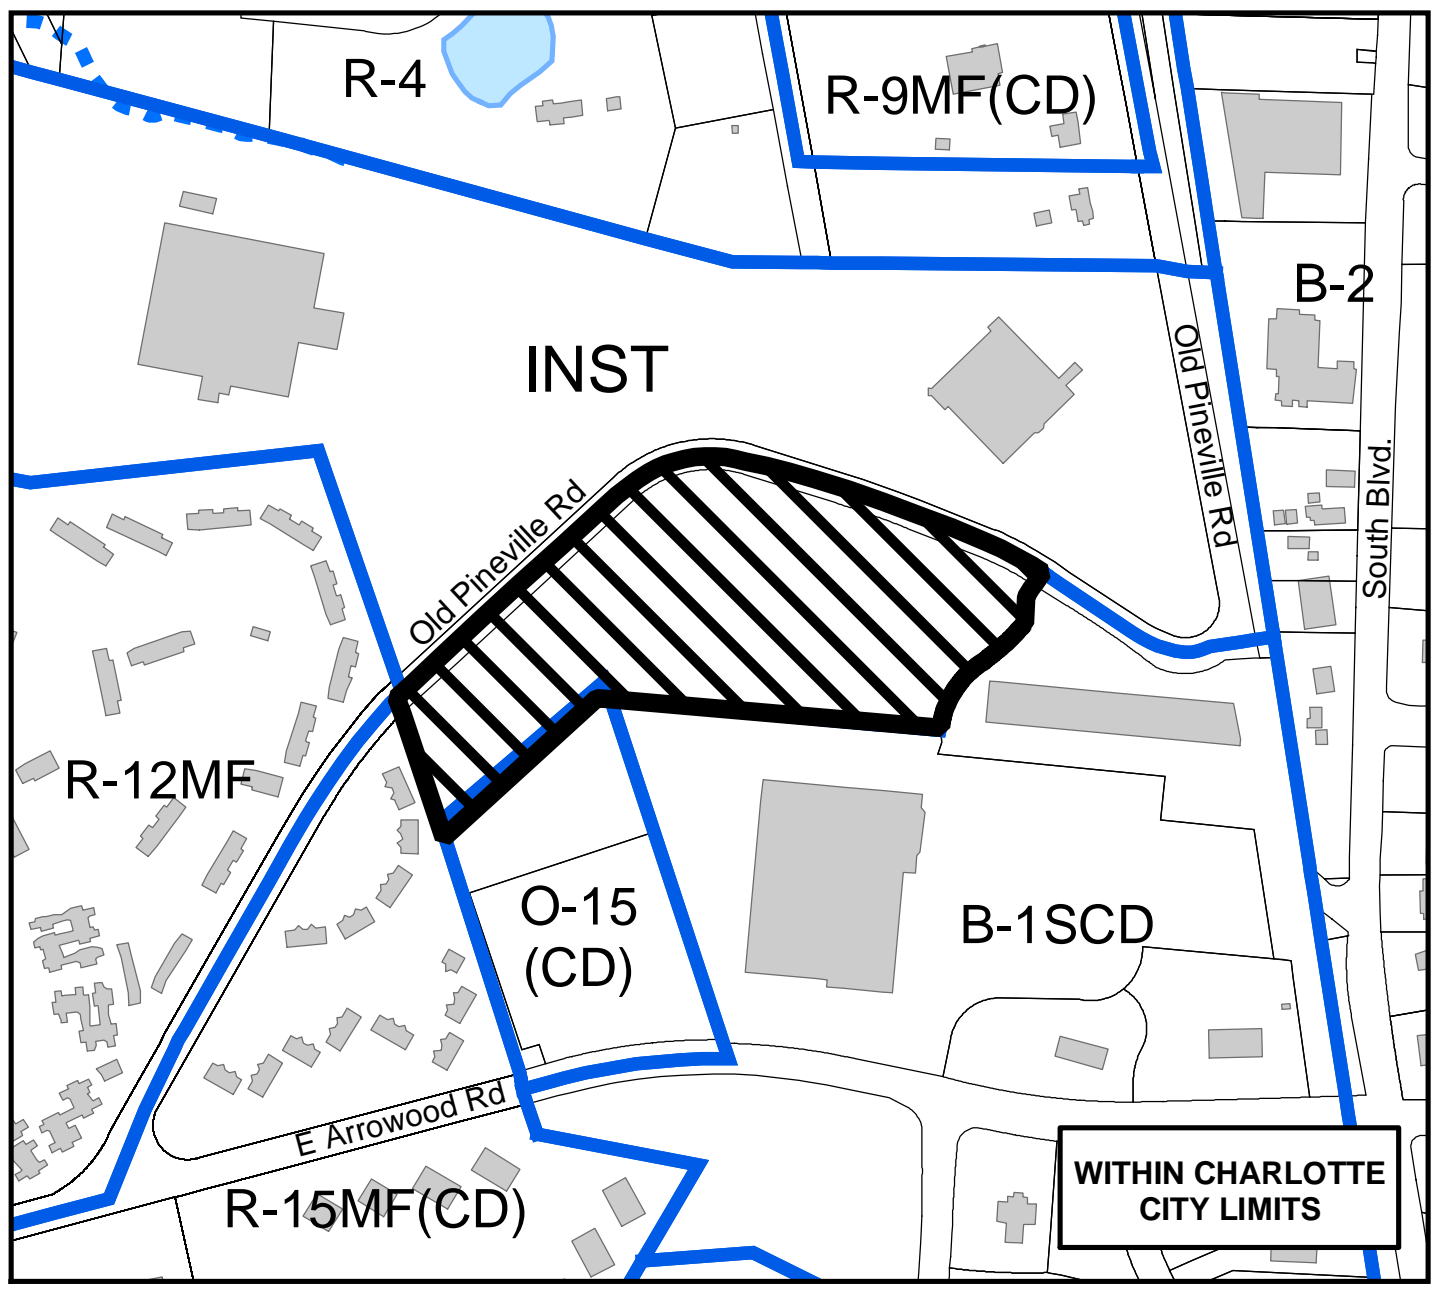 R-4
R-9MF(CD)
B-2
INST
Old Pineville Rd
South Blvd.
Old Pineville Rd
R-12MF
O-15
(CD)
B-1SCD
E Arrowood Rd
R-15MF(CD)
WITHIN CHARLOTTE
CITY LIMITS